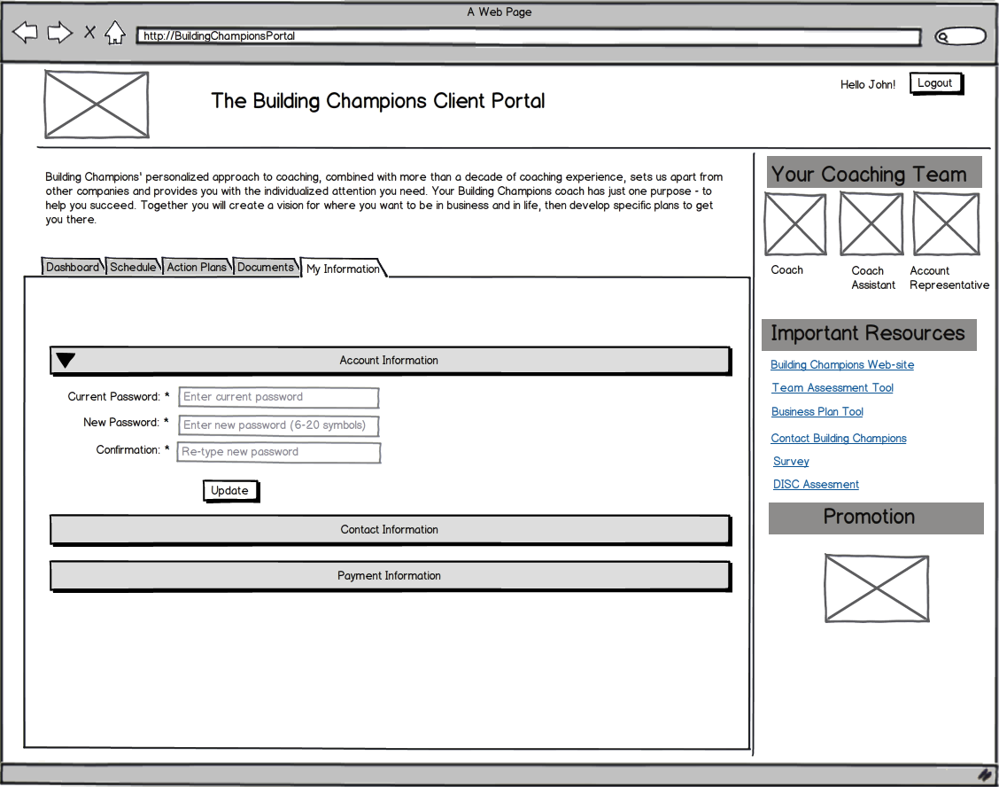 A Web Page
http://BuildingChampionsPortal
The Building Champions Client Portal
Hello John!
Logout
Building Champions' personalized approach to coaching, combined with more than a decade of coaching experience, sets us apart from
other companies and provides you with the individualized attention you need. Your Building Champions coach has just one purpose - to
help you succeed. Together you will create a vision for where you want to be in business and in life, then develop specific plans to get
you there.
Dashboard
Schedule
Action Plans
Documents
My Information
Account Information
Current Password: *
Enter current password
New Password: *
Enter new password (6-20 symbols)
Confirmation: *
Re-type new password
Update
Contact Information
Payment Information
Your Coaching Team
Coach
Coach
Assistant
Account
Representative
Important Resources
Building Champions Web-site
Team Assessment Tool
Business Plan Tool
Contact Building Champions
Survey
DISC Assesment
Promotion